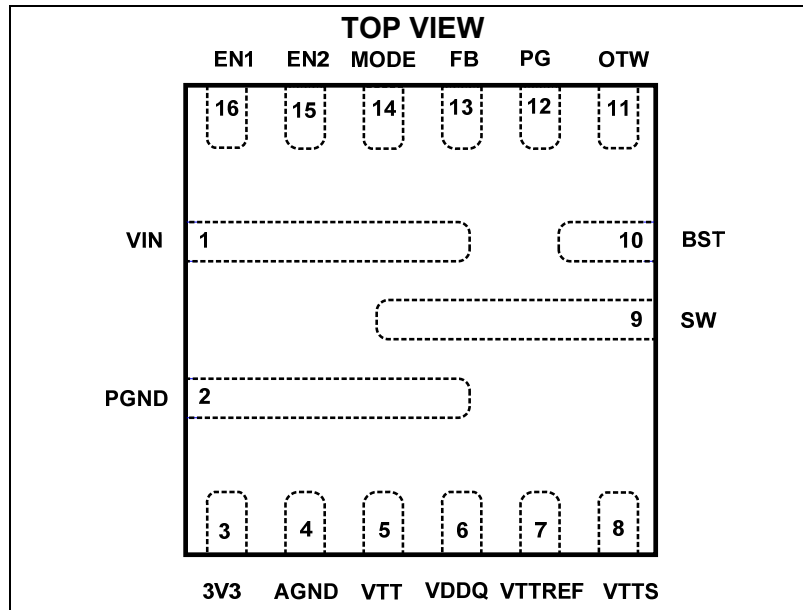 TOP VIEW
EN1 EN2 MODE FB PG OTW
16 15 14 13 12 11
VIN 1 10 BST
9 SW
PGND 2
3 4 5 6 7 8
3V3 AGND VTT VDDQ VTTREF VTTS